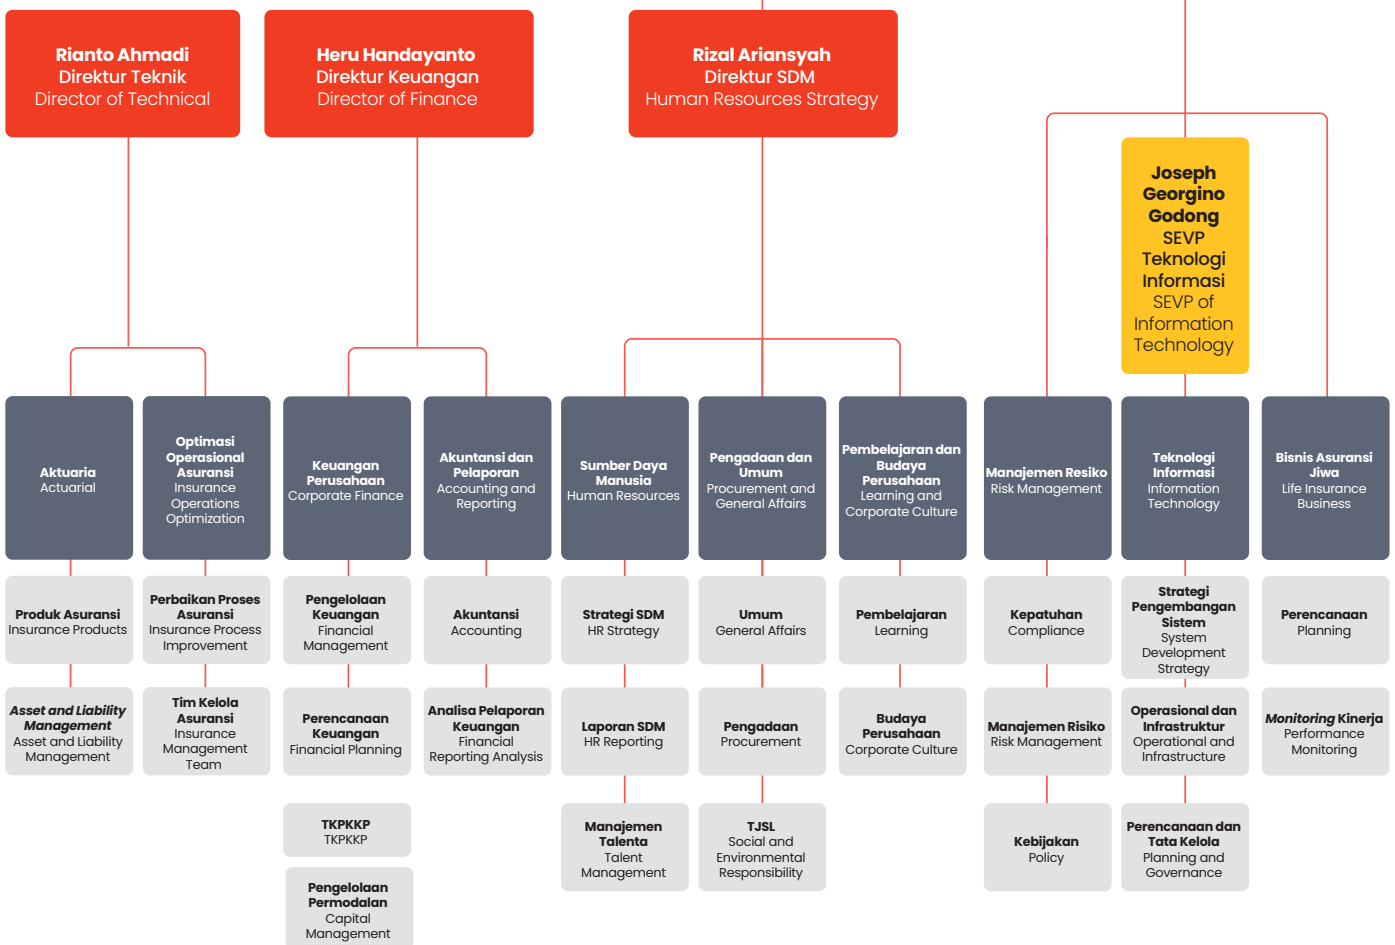 Rianto Ahmadi
Direktur Teknik
Director of Technical
Heru Handayanto
Direktur Keuangan
Director of Finance
Rizal Ariansyah
Direktur SDM
Human Resources Strategy
Joseph
Georgino
Godong
SEVP
Teknologi
Informasi
SEVP of
Information
Technology
Aktuaria
Actuarial
Optimasi
Operasional
Asuransi
Insurance
Operations
Optimization
Keuangan
Perusahaan
Corporate Finance
Akuntansi dan
Pelaporan
Accounting and
Reporting
Sumber Daya
Manusia
Human Resources
Pengadaan dan
Umum
Procurement and
General Affairs
Pembelajaran dan
Budaya
Perusahaan
Learning and
Corporate Culture
Manajemen Resiko
Risk Management
Teknologi
Informasi
Information
Technology
Bisnis Asuransi
Jiwa
Life Insurance
Business
Produk Asuransi
Insurance Products
Perbaikan Proses
Asuransi
Insurance Process
Improvement
Pengelolaan
Keuangan
Financial
Management
Akuntansi
Accounting
Strategi SDM
HR Strategy
Umum
General Affairs
Pembelajaran
Learning
Kepatuhan
Compliance
Strategi
Pengembangan
Sistem
System
Development
Strategy
Perencanaan
Planning
Asset and Liability
Management
Asset and Liability
Management
Tim Kelola
Asuransi
Insurance
Management
Team
Perencanaan
Keuangan
Financial Planning
Analisa Pelaporan
Keuangan
Financial
Reporting Analysis
Laporan SDM
HR Reporting
Pengadaan
Procurement
Budaya
Perusahaan
Corporate Culture
Manajemen Risiko
Risk Management
Operasional dan
Infrastruktur
Operational and
Infrastructure
Monitoring Kinerja
Performance
Monitoring
TKPKKP
TKPKKP
Manajemen
Talenta
Talent
Management
TJSL
Social and
Environmental
Responsibility
Kebijakan
Policy
Perencanaan dan
Tata Kelola
Planning and
Governance
Pengelolaan
Permodalan
Capital
Management